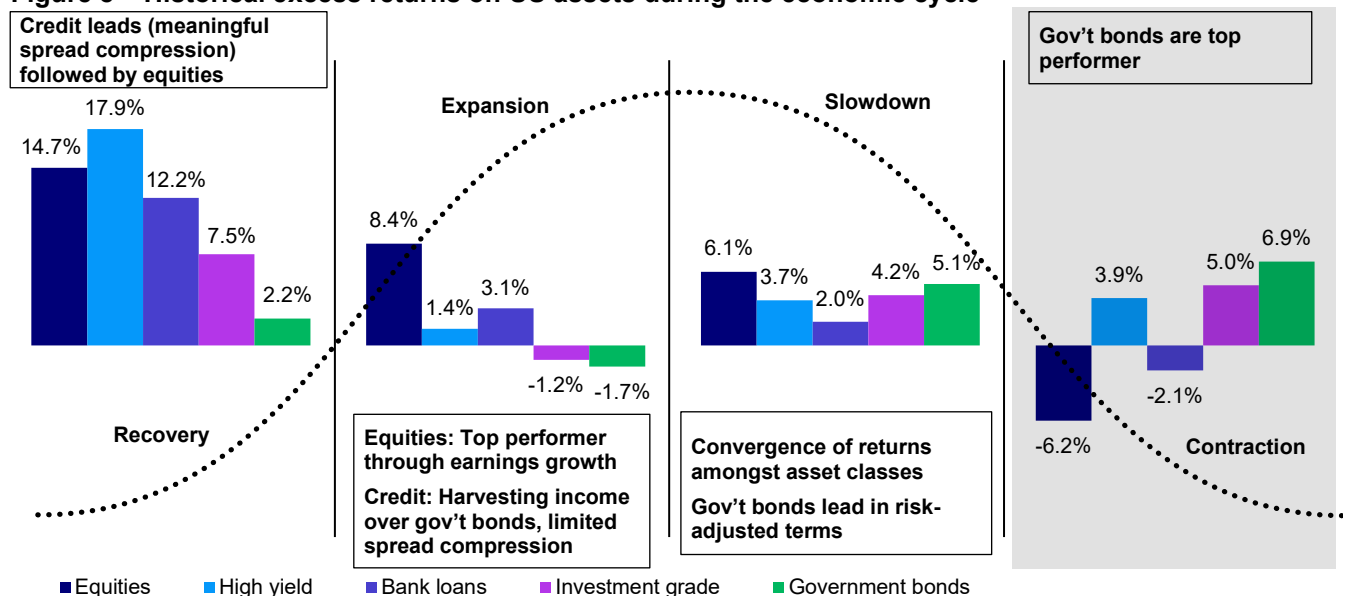 Credit leads (meaningful
spread compression)
followed by equities
14.7%
17.9%
12.2%
7.5%
2.2%
Recovery
Expansion
8.4%
1.4%
3.1%
-1.2%
-1.7%
Equities: Top performer
through earnings growth
Credit: Harvesting income
over gov't bonds, limited
spread compression
Slowdown
6.1%
3.7%
2.0%
4.2%
5.1%
Convergence of returns
amongst asset classes
Gov't bonds lead in risk-
adjusted terms
Gov't bonds are top
performer
-6.2%
3.9%
-2.1%
5.0%
6.9%
Contraction
Equities
High yield
Bank loans
Investment grade
Government bonds